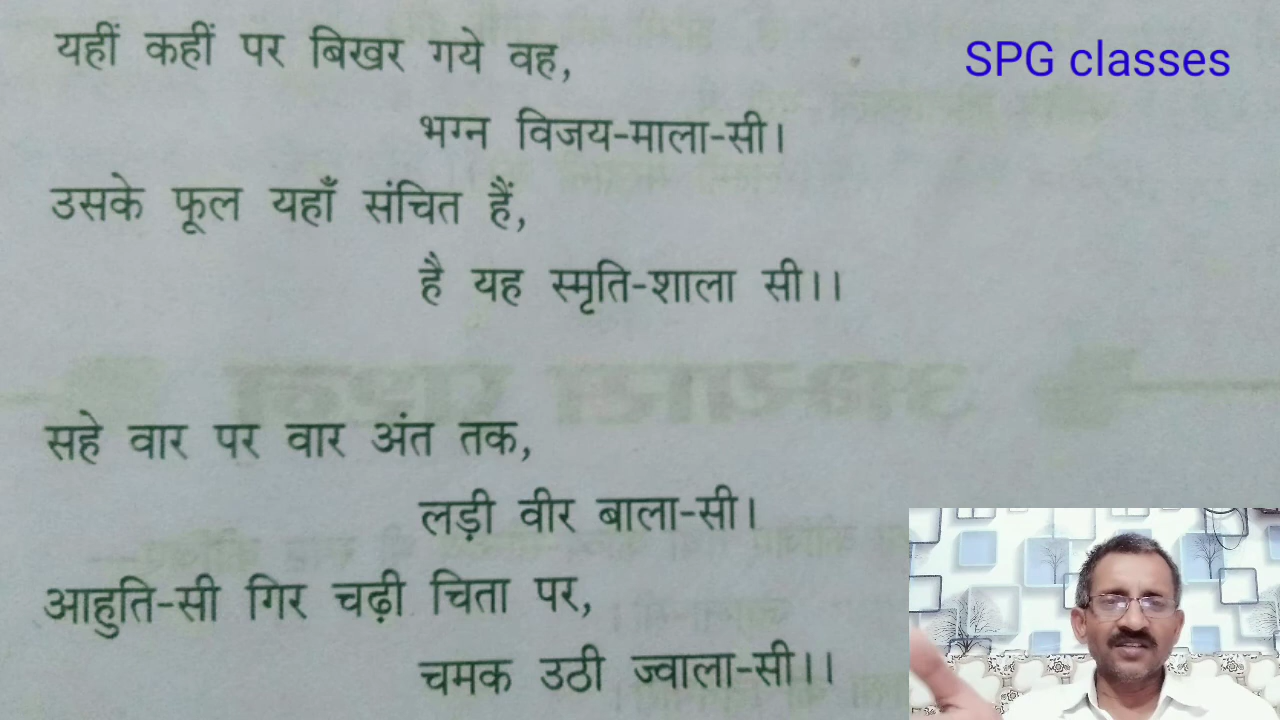 यहीं कहीं पर बिखर गये वह,
SPG classes
भग्न विजय-माला-सी।
उसके फूल यहाँ संचित हैं,
है यह स्मृति-शाला सी।।
सहे वार पर वार अंत तक,
लड़ी वीर बाला-सी।
आहुति-सी गिर चढ़ी चिता पर,
चमक उठी ज्वाला-सी।।